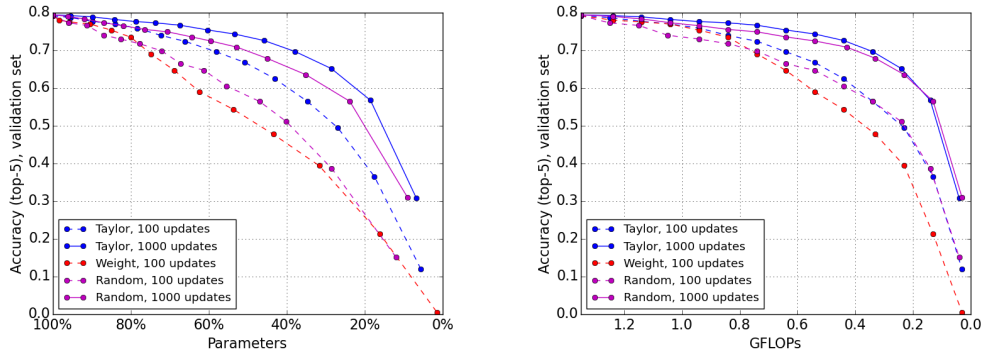 Accuracy (top-5), validation set
0.8
0.7
0.6
0.5
0.4
0.3
0.2
0.1
0.0
Taylor, 100 updates
Taylor, 1000 updates
Weight, 100 updates
Random, 100 updates
Random, 1000 updates
100% 80% 60% 40% 20% 0%
Parameters
Accuracy (top-5), validation set
0.8
0.7
0.6
0.5
0.4
0.3
0.2
0.1
0.0
Taylor, 100 updates
Taylor, 1000 updates
Weight, 100 updates
Random, 100 updates
Random, 1000 updates
1.2 1.0 0.8 0.6 0.4 0.2 0.0
GFLOPs